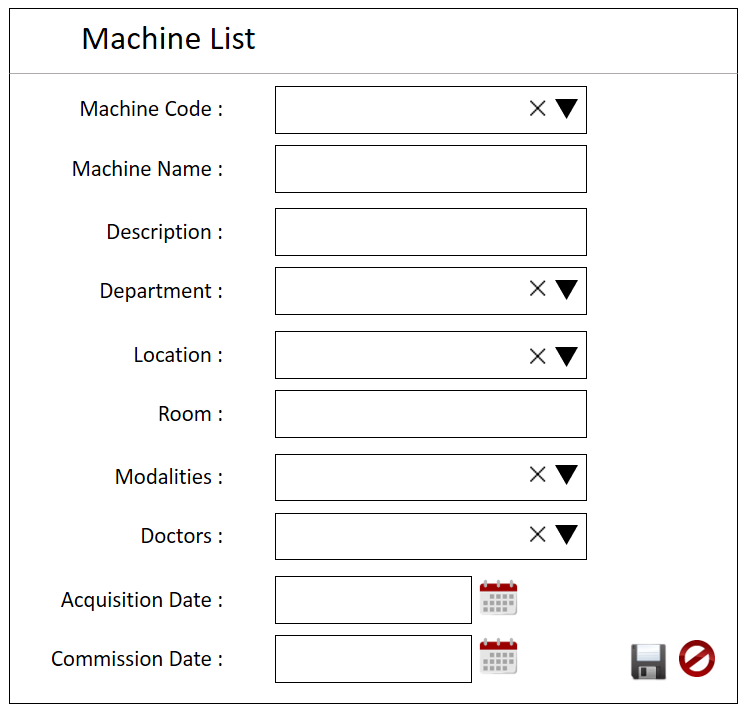 Machine List
Machine Code :
Machine Name :
Description :
Department :
Location :
Room :
Modalities :
Doctors :
Acquisition Date :
Commission Date :